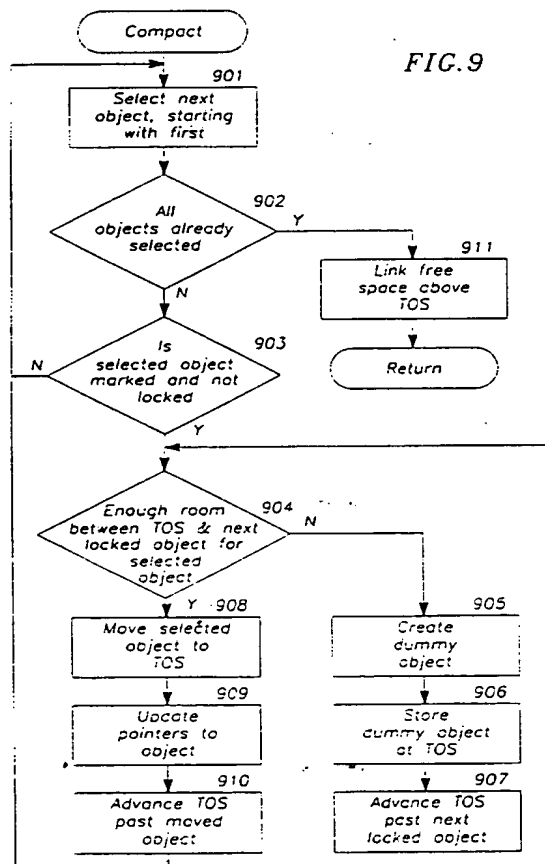 Compact
FIG.9
901
Select next
object, starting
with first
902
All
objects already
selected
Y
911
Link free
space above
TOS
N
903
Is
selected object
marked and not
locked
N
Return
Y
904
Enough room
between TOS & next
locked object for
selected
object
N
Y
908
Move selected
object to
TOS
905
Create
dummy
object
909
Update
pointers to
object
906
Store
dummy object
at TOS
910
Advance TOS
past moved
object
907
Advance TOS
past next
locked object